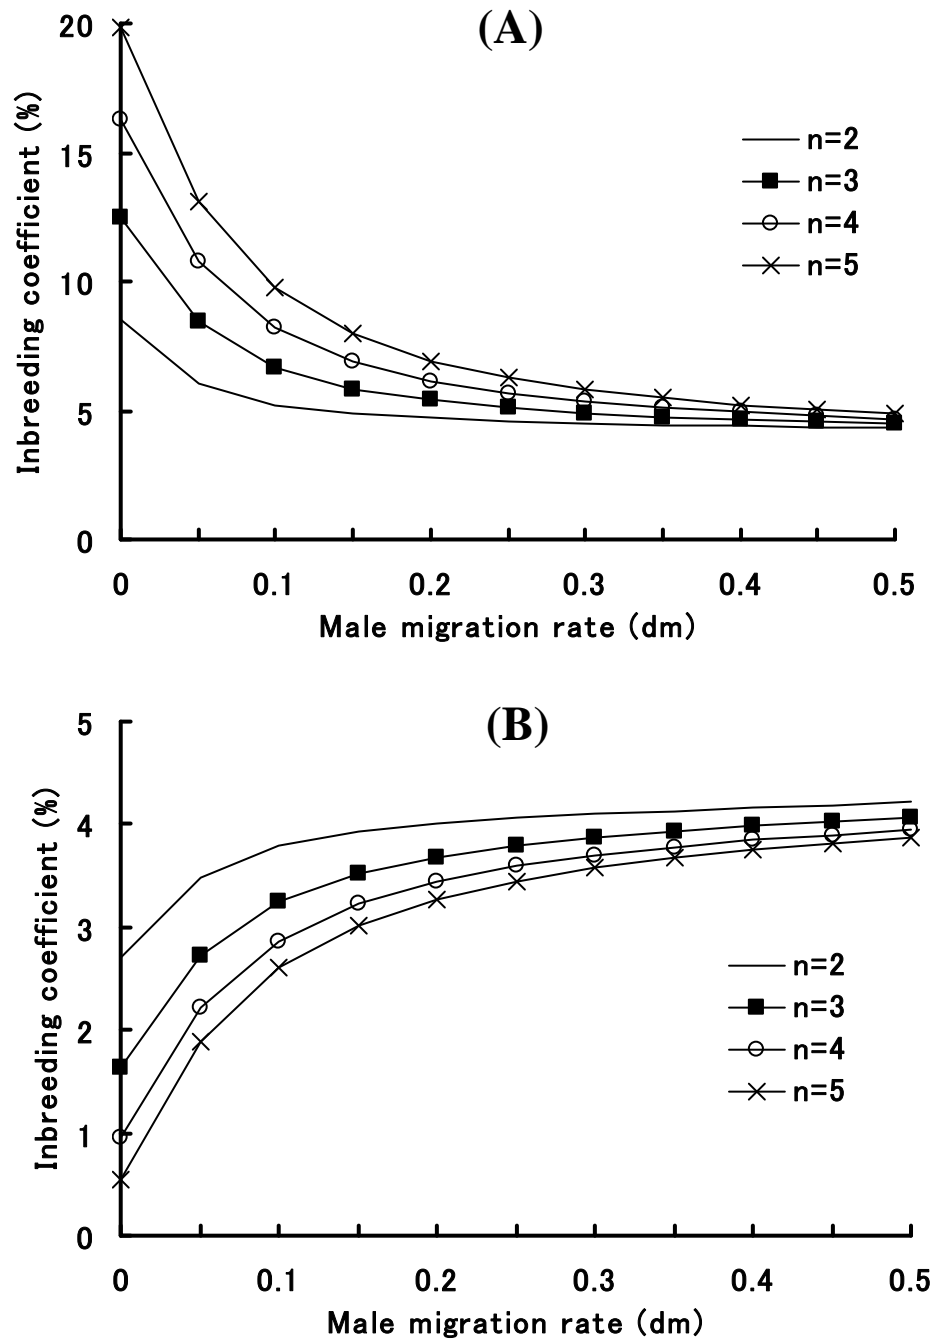 (A)
20
15
10
5
0
Inbreeding coefficient (%)
n=2
n=3
n=4
n=5
0 0.1 0.2 0.3 0.4 0.5
Male migration rate (dm)
(B)
5
4
3
2
1
0
Inbreeding coefficient (%)
n=2
n=3
n=4
n=5
0 0.1 0.2 0.3 0.4 0.5
Male migration rate (dm)